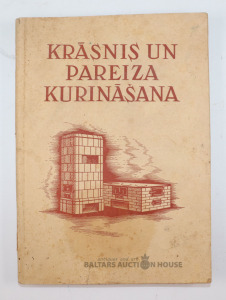 KRĀSNIS UN
PAREIZA
KURINĀŠANA
BALTARS AUCTION HOUSE